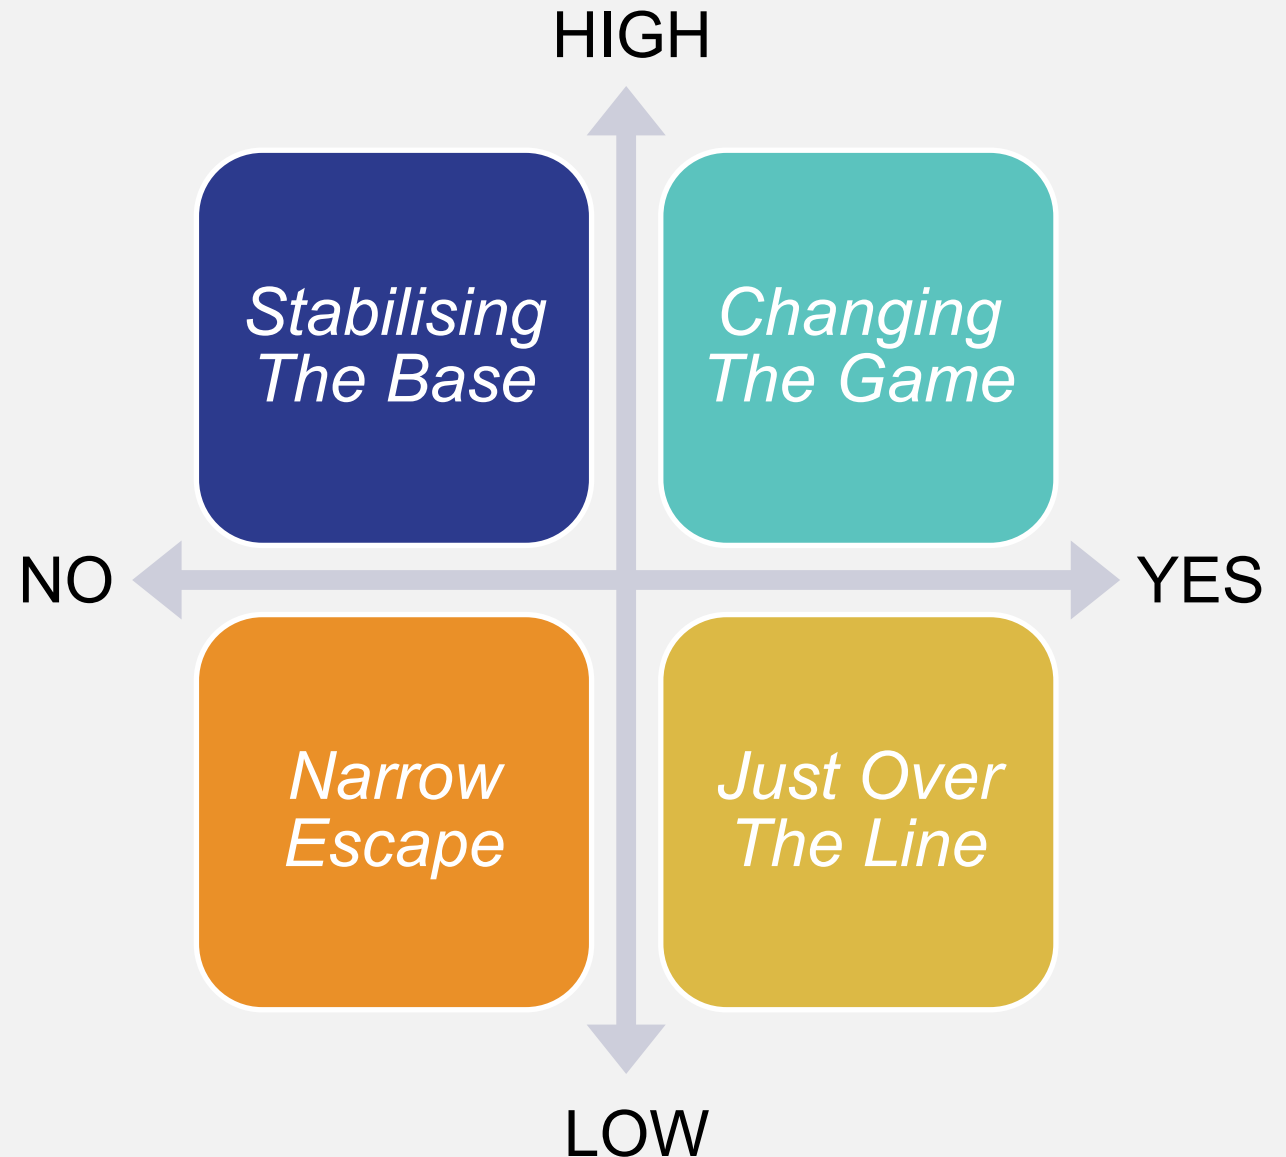 HIGH
Stabilising
The Base
Changing
The Game
NO
YES
Narrow
Escape
Just Over
The Line
LOW